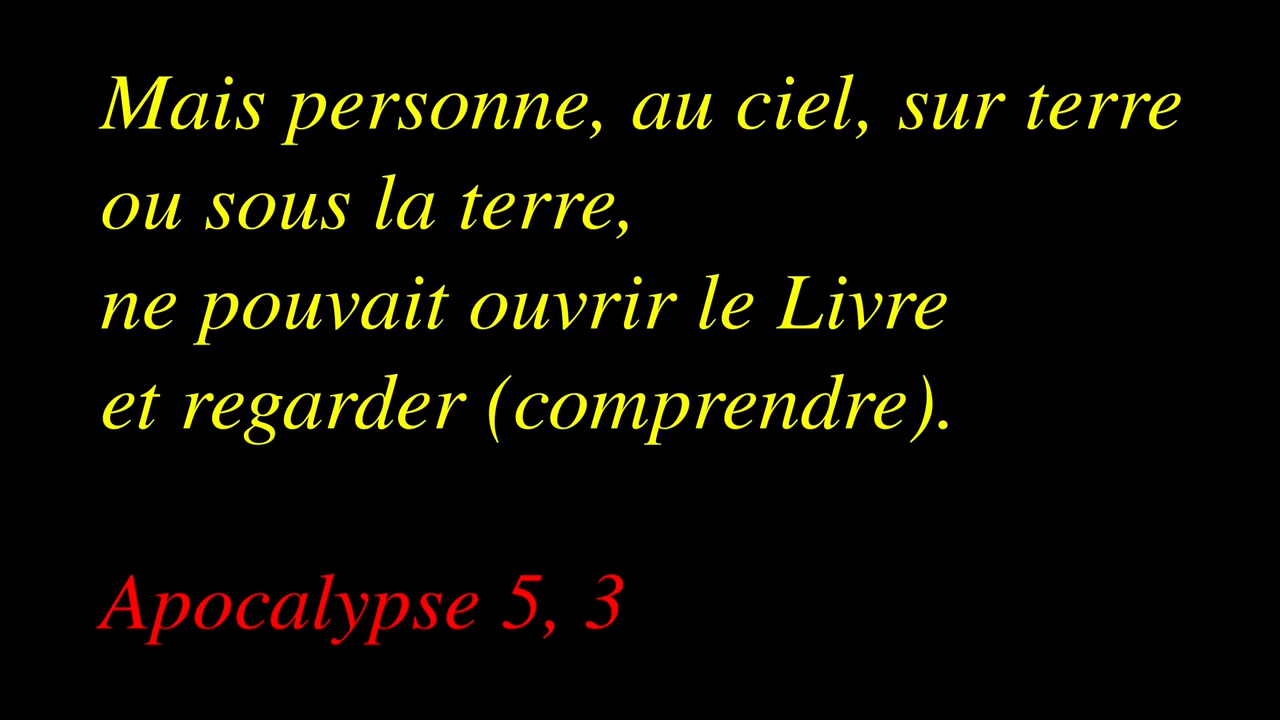 Mais personne, au ciel, sur terre
ou sous la terre,
ne pouvait ouvrir le Livre
et regarder (comprendre).
Apocalypse 5, 3